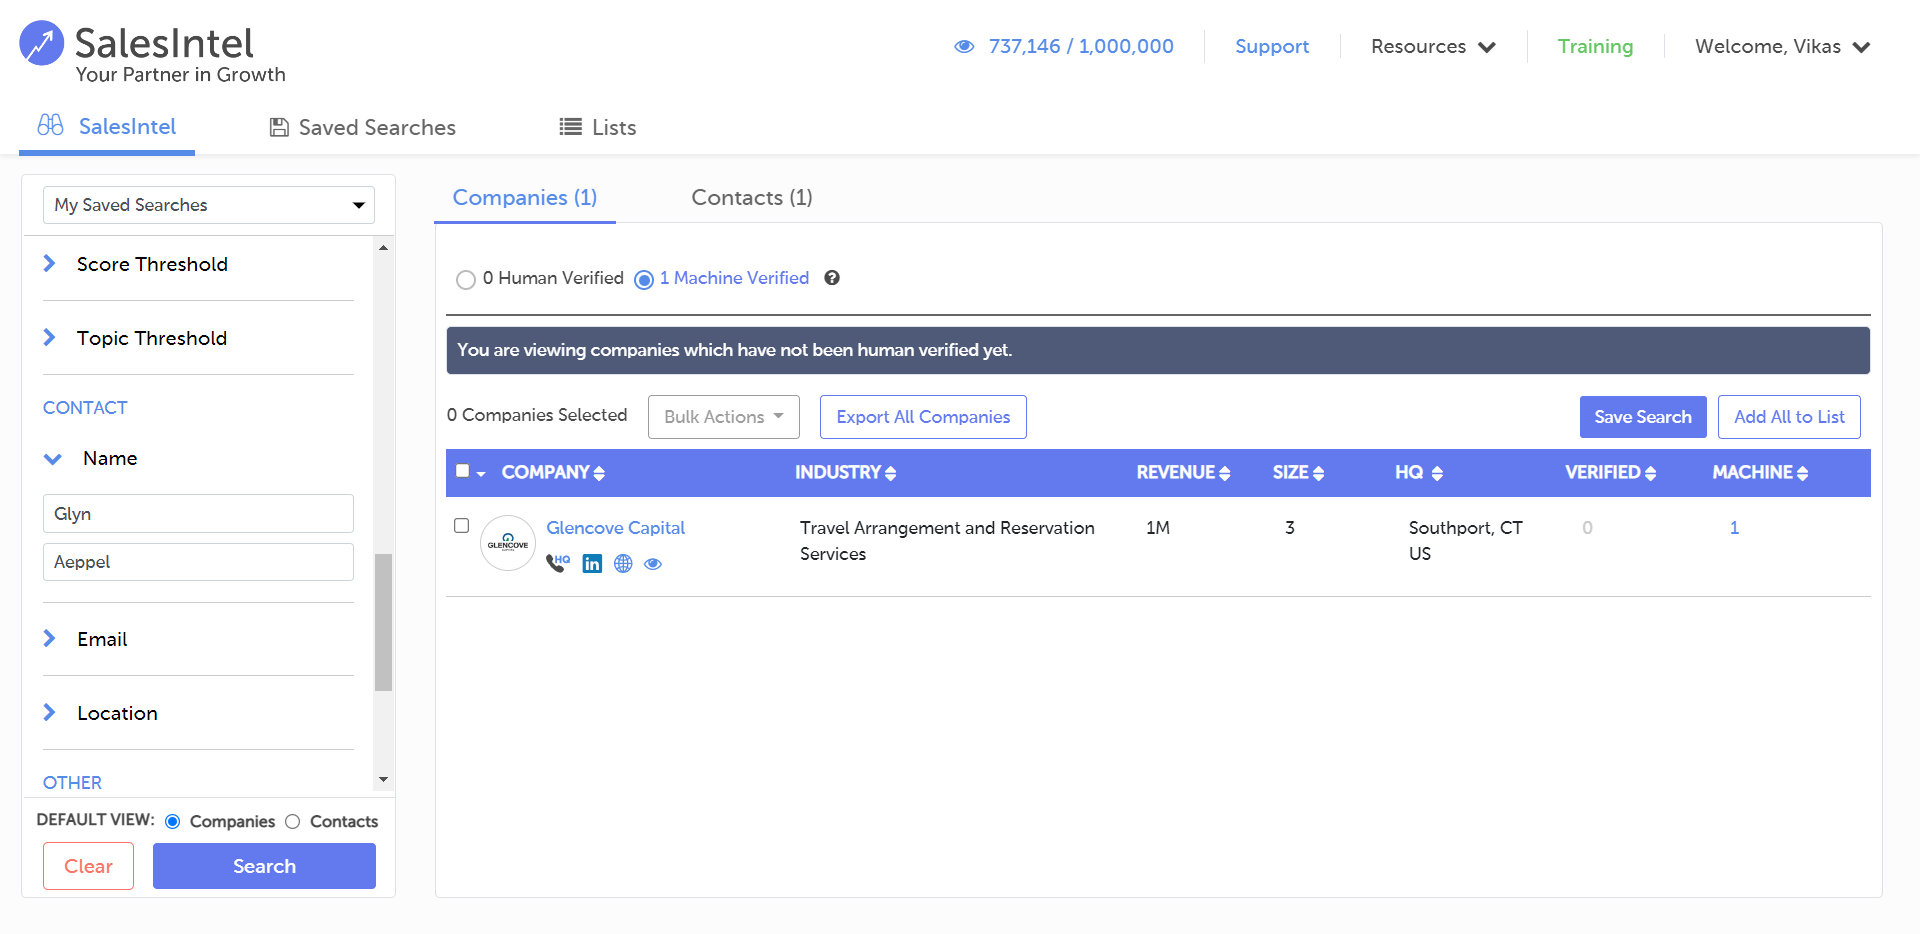 SalesIntel
Your Partner in Growth
737,146 / 1,000,000
Support
Resources
Training
Welcome, Vikas
SalesIntel
Saved Searches
Lists
My Saved Searches
Score Threshold
Topic Threshold
CONTACT
Name
Glyn
Aeppel
Email
Location
OTHER
DEFAULT VIEW: Companies Contacts
Clear
Search
Companies (1)
Contacts (1)
0 Human Verified
1 Machine Verified
?
You are viewing companies which have not been human verified yet.
0 Companies Selected
Bulk Actions
Export All Companies
Save Search
Add All to List
COMPANY INDUSTRY REVENUE SIZE HQ VERIFIED MACHINE
GLENCOVE
Glencove Capital
HQ
in
Travel Arrangement and Reservation
Services
1M
3
Southport, CT
US
0
1